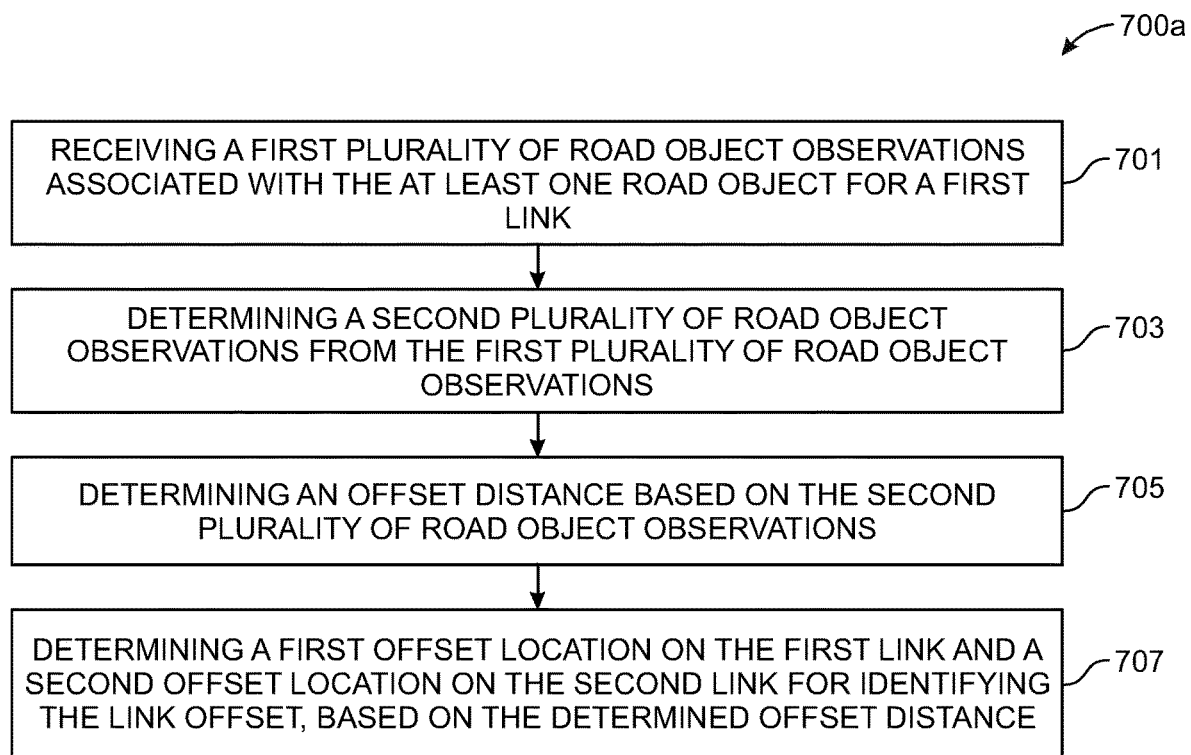 700a
RECEIVING A FIRST PLURALITY OF ROAD OBJECT OBSERVATIONS
ASSOCIATED WITH THE AT LEAST ONE ROAD OBJECT FOR A FIRST
LINK
701
DETERMINING A SECOND PLURALITY OF ROAD OBJECT
OBSERVATIONS FROM THE FIRST PLURALITY OF ROAD OBJECT
OBSERVATIONS
703
DETERMINING AN OFFSET DISTANCE BASED ON THE SECOND
PLURALITY OF ROAD OBJECT OBSERVATIONS
705
DETERMINING A FIRST OFFSET LOCATION ON THE FIRST LINK AND A
SECOND OFFSET LOCATION ON THE SECOND LINK FOR IDENTIFYING
THE LINK OFFSET, BASED ON THE DETERMINED OFFSET DISTANCE
707